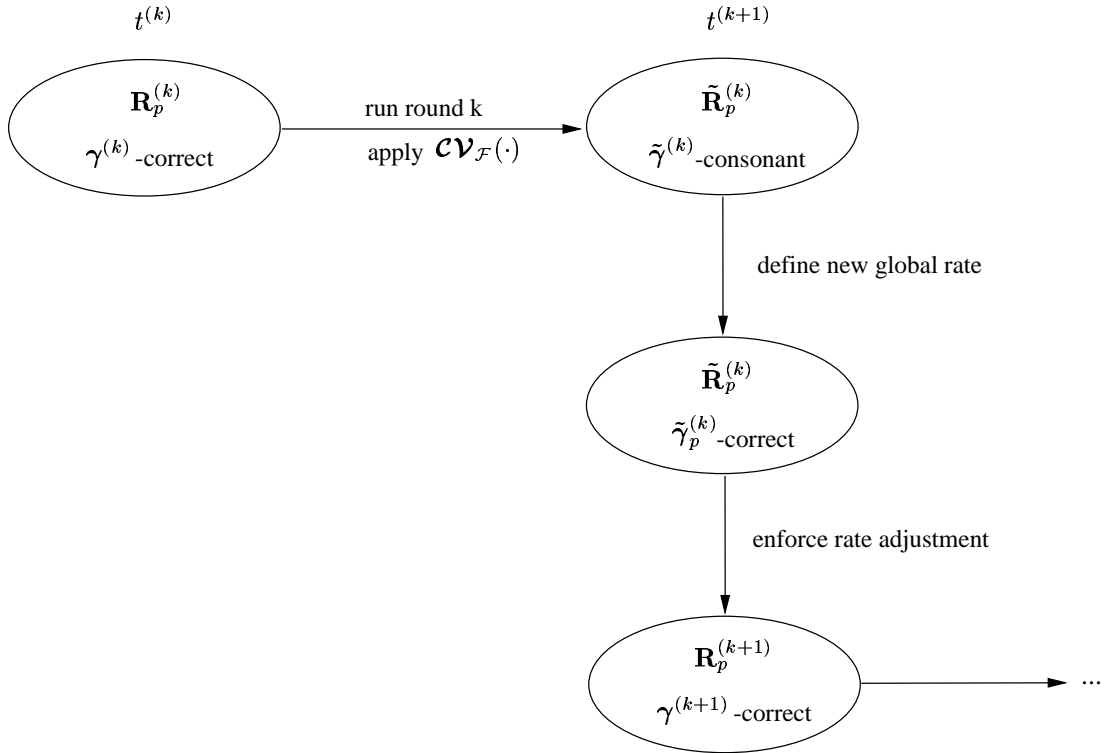 t^{(k)} t^{(k+1)}
R_p^{(k)}
γ^{(k)}-correct
run round k
apply CV_F(·)
R̃_p^{(k)}
γ̃^{(k)}-consonant
define new global rate
R̃_p^{(k)}
γ̃_p^{(k)}-correct
enforce rate adjustment
R_p^{(k+1)}
γ^{(k+1)}-correct
...